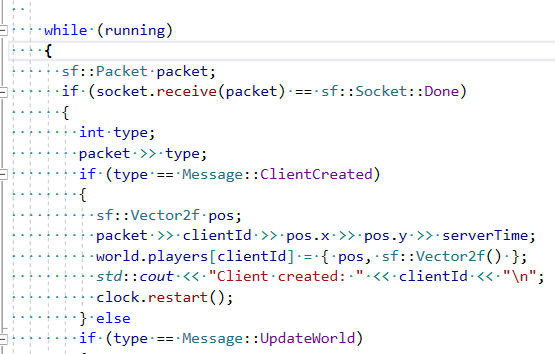 while (running)
{
sf::Packet packet;
if (socket.receive(packet) == sf::Socket::Done)
{
int type;
packet >> type;
if (type == Message::ClientCreated)
{
sf::Vector2f pos;
packet >> clientId >> pos.x >> pos.y >> serverTime;
world.players[clientId] = { pos, sf::Vector2f() };
std::cout << "Client created: " << clientId << "\n";
clock.restart();
} else
if (type == Message::UpdateWorld)